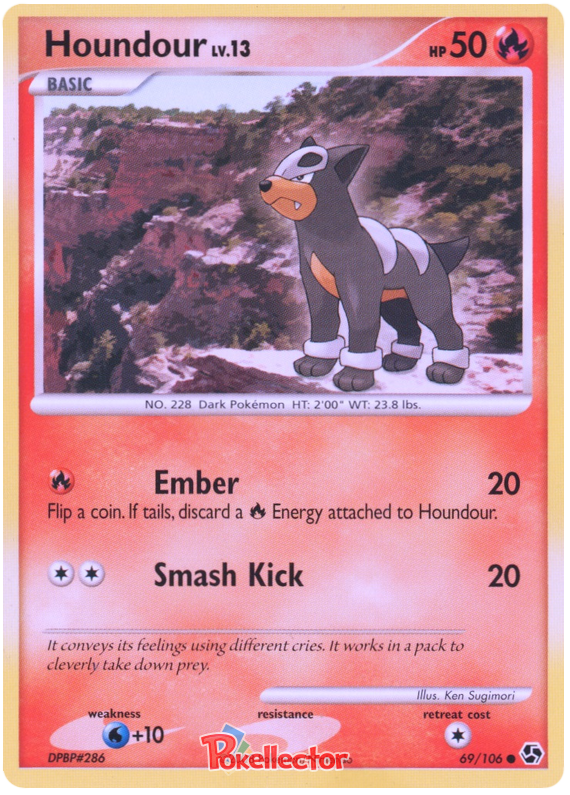 Houndour LV.13 HP 50
BASIC
NO. 228 Dark Pokémon HT: 2'00" WT: 23.8 lbs.
Ember 20
Flip a coin. If tails, discard a Energy attached to Houndour.
Smash Kick 20
It conveys its feelings using different cries. It works in a pack to
cleverly take down prey.
Illus. Ken Sugimori
weakness resistance retreat cost
+10
DPBP#286 Pokellector 69/106